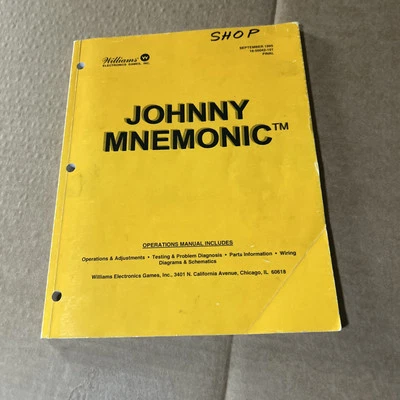 SHOP
Williams
ELECTRONICS GAMES, INC.
SEPTEMBER 1995
FINAL
JOHNNY
MNEMONIC™
OPERATIONS MANUAL INCLUDES
Operations & Adjustments • Testing & Problem Diagnosis • Parts Information • Wiring
Diagrams & Schematics
Williams Electronics Games, Inc., 3401 N. California Avenue, Chicago, IL 60618